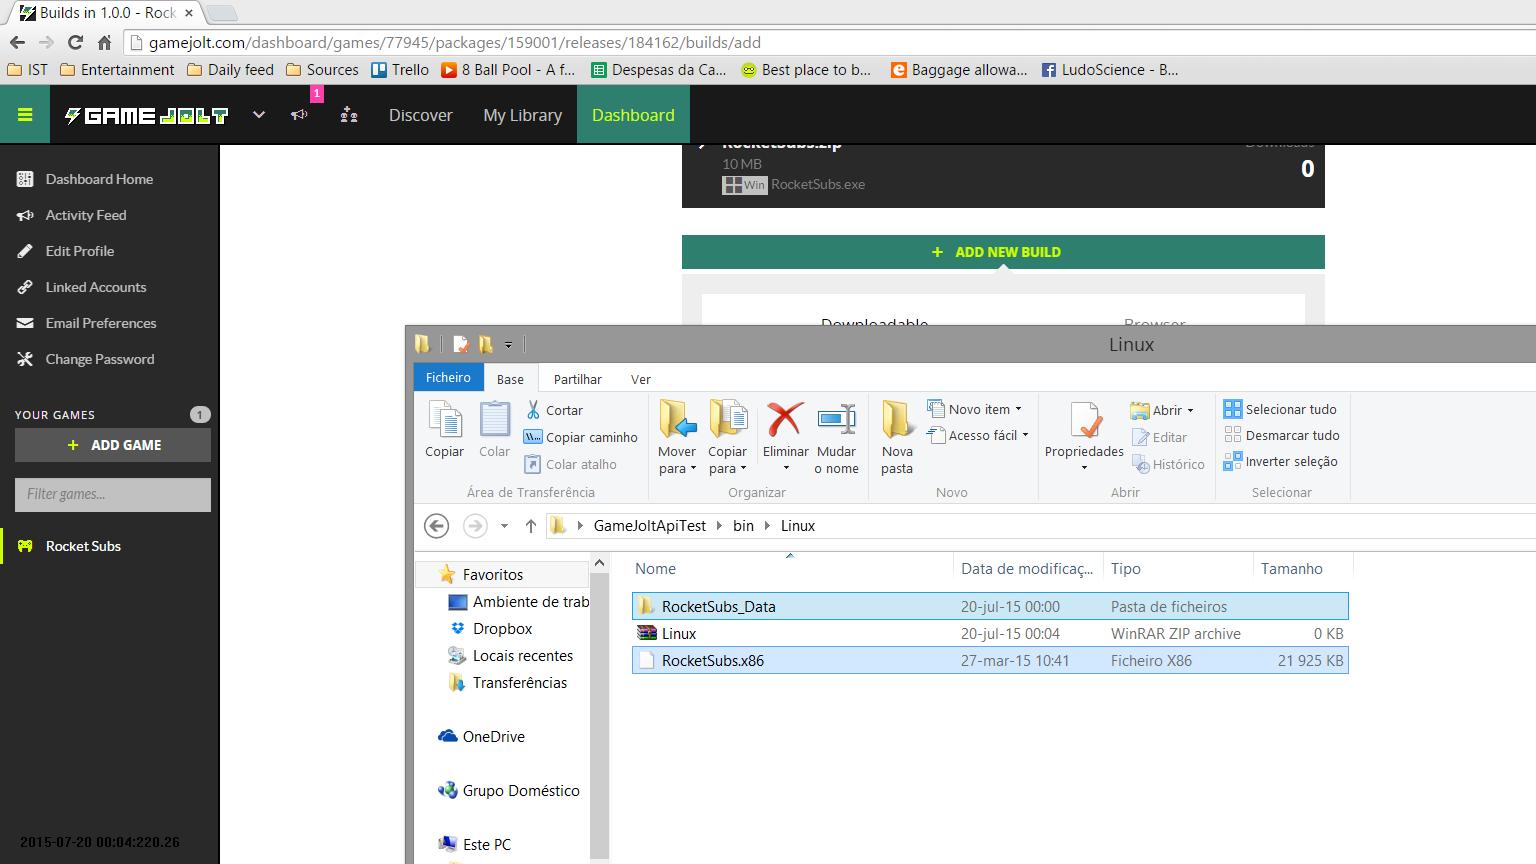 Builds in 1.0.0 - Rock ×
gamejolt.com/dashboard/games/77945/packages/159001/releases/184162/builds/add
IST Entertainment Daily feed Sources Trello 8 Ball Pool - A f... Despesas da Ca... Best place to b... Baggage allowa... LudoScience - B...
GAME JOLT 1 Discover My Library Dashboard
Dashboard Home
Activity Feed
Edit Profile
Linked Accounts
Email Preferences
Change Password
YOUR GAMES 1
+ ADD GAME
Filter games...
Rocket Subs
2015-07-20 00:04:220.26
RocketSubs.zip Downloads
10 MB 0
Win RocketSubs.exe
+ ADD NEW BUILD
Downloadable Browser
Linux
Ficheiro Base Partilhar Ver
Copiar
Colar
Cortar
Copiar caminho
Colar atalho
Área de Transferência
Mover para
Copiar para
Eliminar
Mudar o nome
Organizar
Nova pasta
Novo item
Acesso fácil
Novo
Propriedades
Abrir
Editar
Histórico
Abrir
Selecionar tudo
Desmarcar tudo
Inverter seleção
Selecionar
GameJoltApiTest bin Linux
Favoritos
Ambiente de trab
Dropbox
Locais recentes
Transferências
OneDrive
Grupo Doméstico
Este PC
Nome Data de modificaç... Tipo Tamanho
RocketSubs_Data 20-jul-15 00:00 Pasta de ficheiros
Linux 20-jul-15 00:04 WinRAR ZIP archive 0 KB
RocketSubs.x86 27-mar-15 10:41 Ficheiro X86 21 925 KB